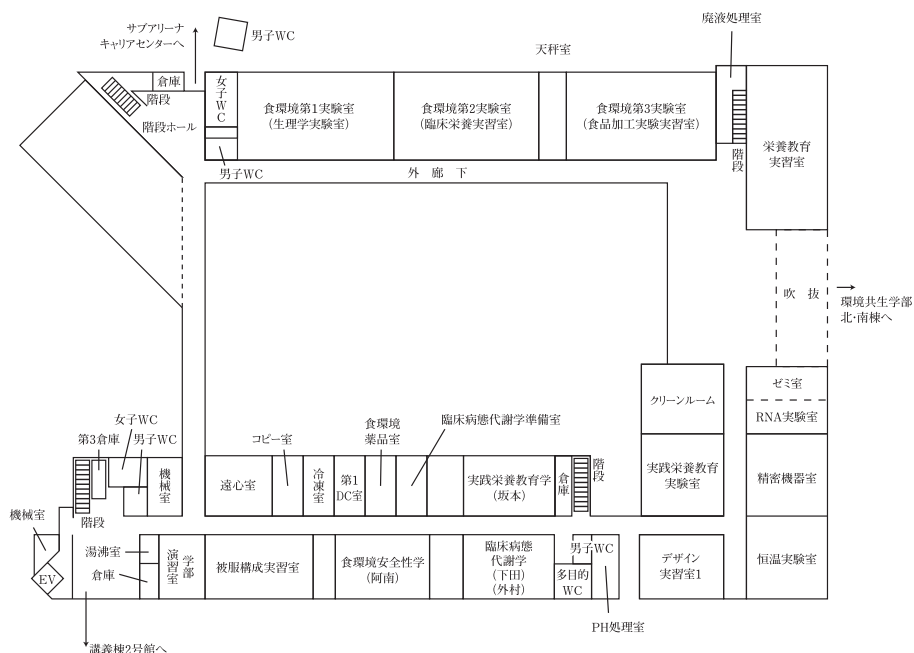 廃液処理室
サブアリーナ
キャリアセンターへ
男子WC
天秤室
倉庫
階段
階段ホール
女子WC
食環境第1実験室
(生理学実験室)
食環境第2実験室
(臨床栄養実習室)
食環境第3実験室
(食品加工実験実習室)
階段
栄養教育
実習室
男子WC
外 廊 下
吹 抜
環境共生学部
北・南棟へ
ゼミ室
RNA実験室
クリーンルーム
女子WC
第3倉庫
男子WC
コピー室
食環境
薬品室
臨床病態代謝学準備室
機械室
遠心室
冷凍室
第1
DC室
実践栄養教育学
(坂本)
倉庫
階段
実践栄養教育
実験室
精密機器室
機械室
階段
湯沸室
倉庫
EV
演習室
学部
被服構成実習室
食環境安全性学
(阿南)
臨床病態
代謝学
(下田)
(外村)
男子WC
多目的
WC
デザイン
実習室1
恒温実験室
PH処理室
講義棟2号館へ